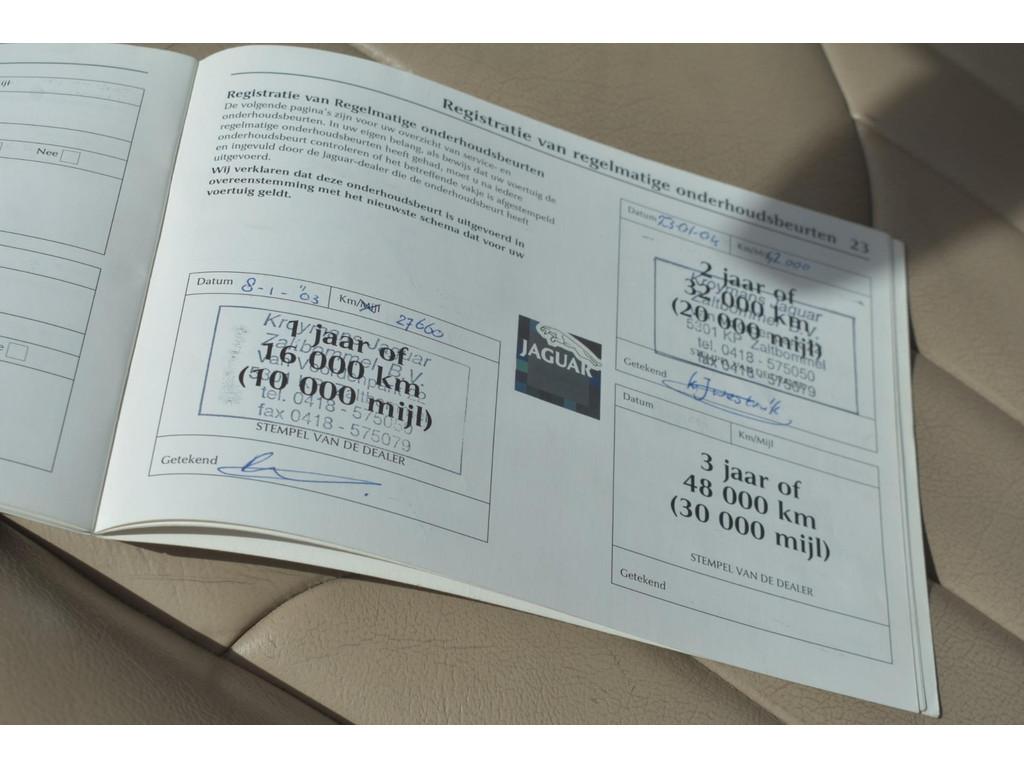 ijl
Nee
Registratie van regelmatige onderhoudsbeurten 23
Registratie van Regelmatige onderhoudsbeurten
De volgende pagina's zijn voor uw overzicht van service- en
onderhoudsbeurten. In uw eigen belang, als bewijs dat uw voertuig de
regelmatige onderhoudsbeurten heeft gehad, moet u na iedere
onderhoudsbeurt controleren of het betreffende vakje is afgestempeld
en ingevuld door de Jaguar-dealer die de onderhoudsbeurt heeft
uitgevoerd.
Wij verklaren dat deze onderhoudsbeurt is uitgevoerd in
overeenstemming met het nieuwste schema dat voor uw
voertuig geldt.
Datum 8-1-'03 Km/Mijl 27660
1 jaar of
16 000 km
(10 000 mijl)
Kroymans Jaguar
Zaltbommel B.V.
tel. 0418 - 575050
fax 0418 - 575079
STEMPEL VAN DE DEALER
Getekend
JAGUAR
Datum 23-01-04 Km/Mijl 42.000
2 jaar of
32 000 km
(20 000 mijl)
Kroymans Jaguar
Zaltbommel B.V.
5301 KP Zaltbommel
tel. 0418 - 575050
fax 0418 - 575079
Getekend
Datum Km/Mijl
3 jaar of
48 000 km
(30 000 mijl)
STEMPEL VAN DE DEALER
Getekend